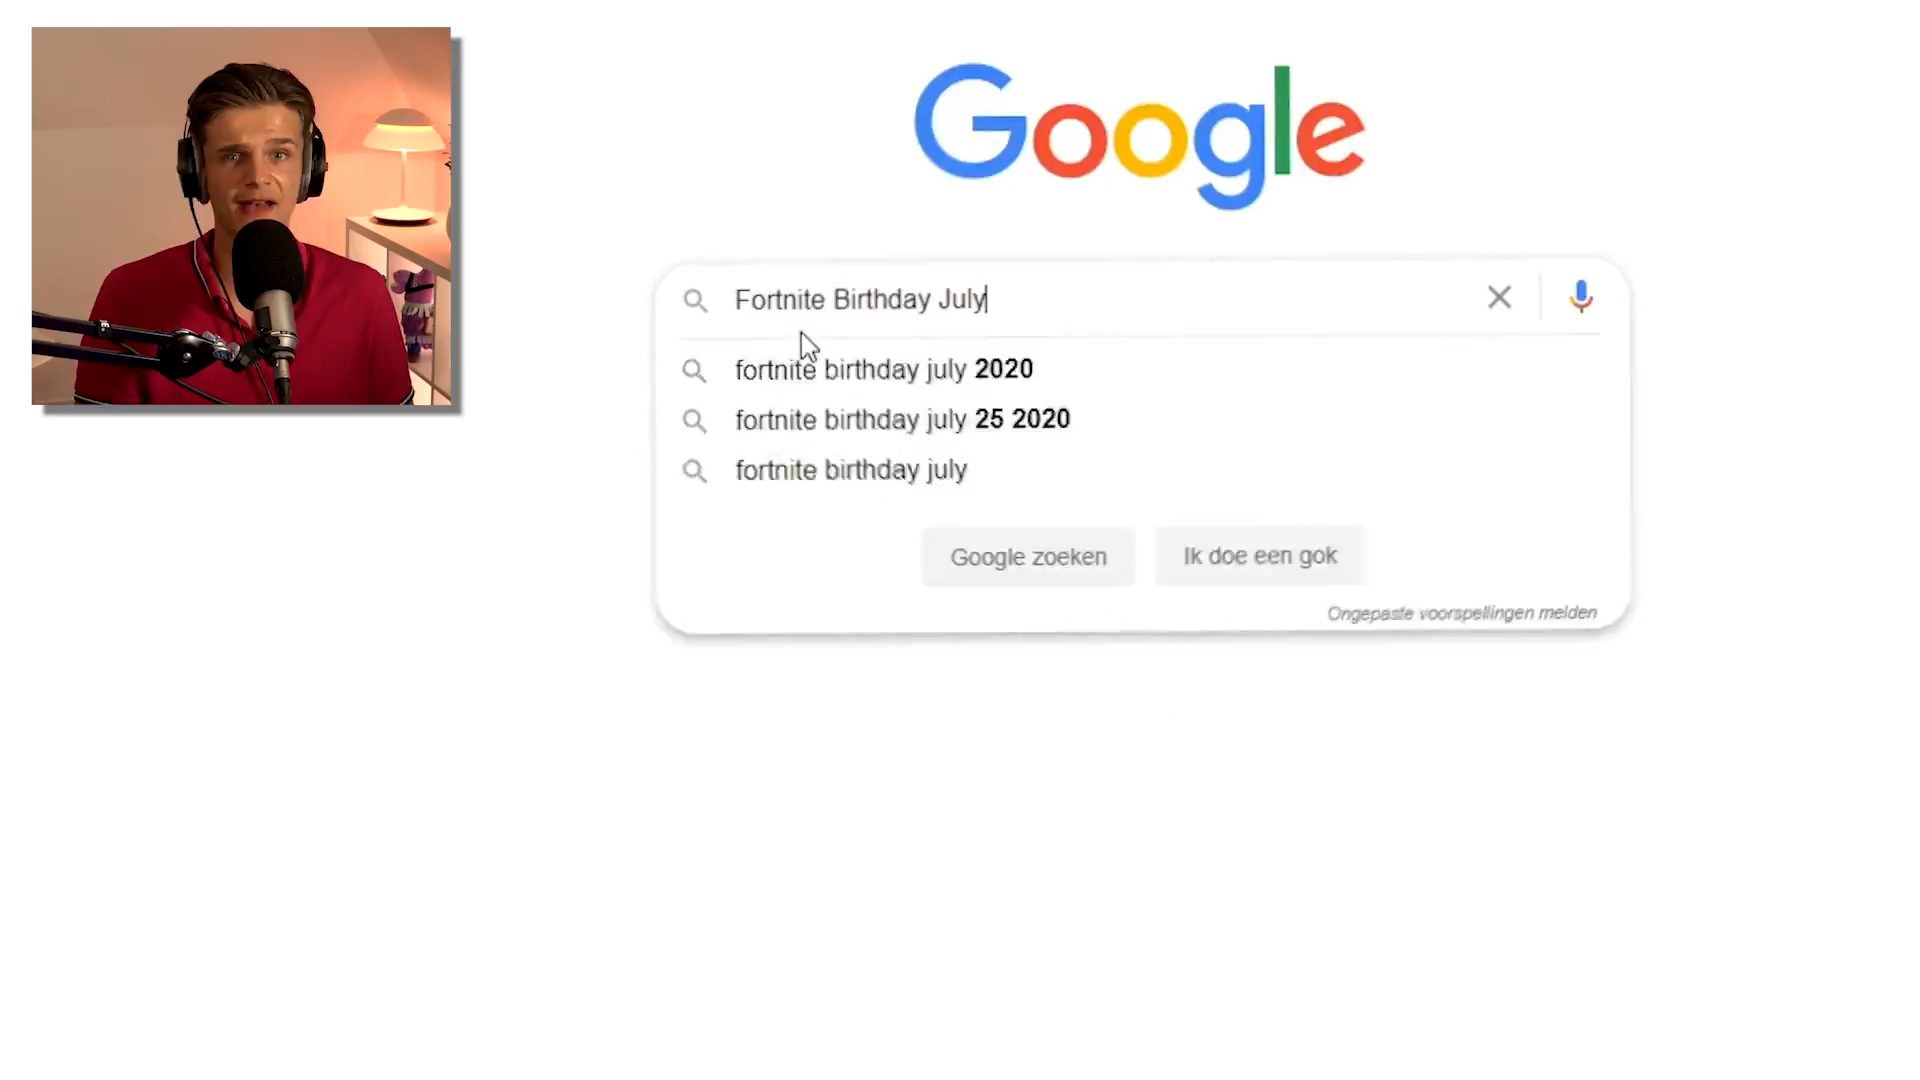 Google
Fortnite Birthday July
fortnite birthday july 2020
fortnite birthday july 25 2020
fortnite birthday july
Google zoeken
Ik doe een gok
Ongepaste voorspellingen melden